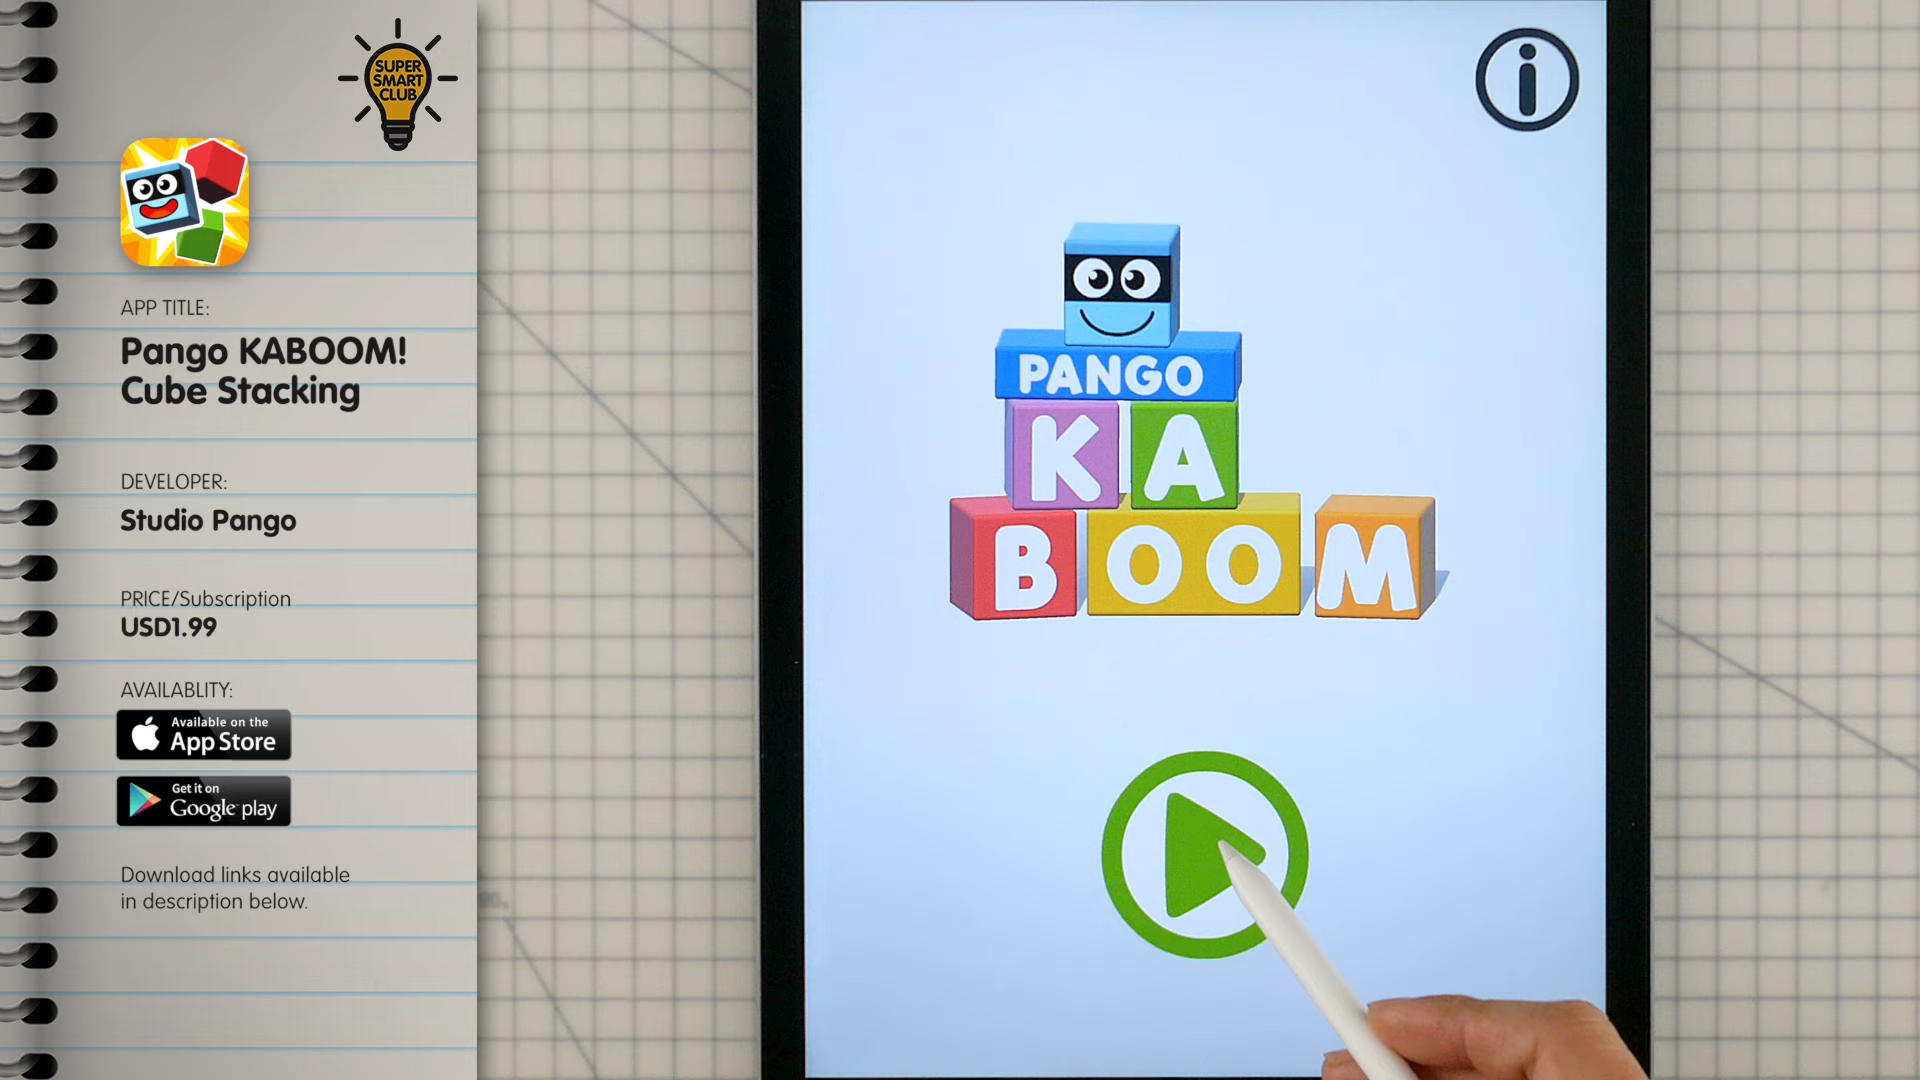 SUPER
SMART
CLUB
APP TITLE:
Pango KABOOM!
Cube Stacking
DEVELOPER:
Studio Pango
PRICE/Subscription
USD1.99
AVAILABLITY:
Available on the
App Store
Get it on
Google play
Download links available
in description below.
i
PANGO
KA
BOOM